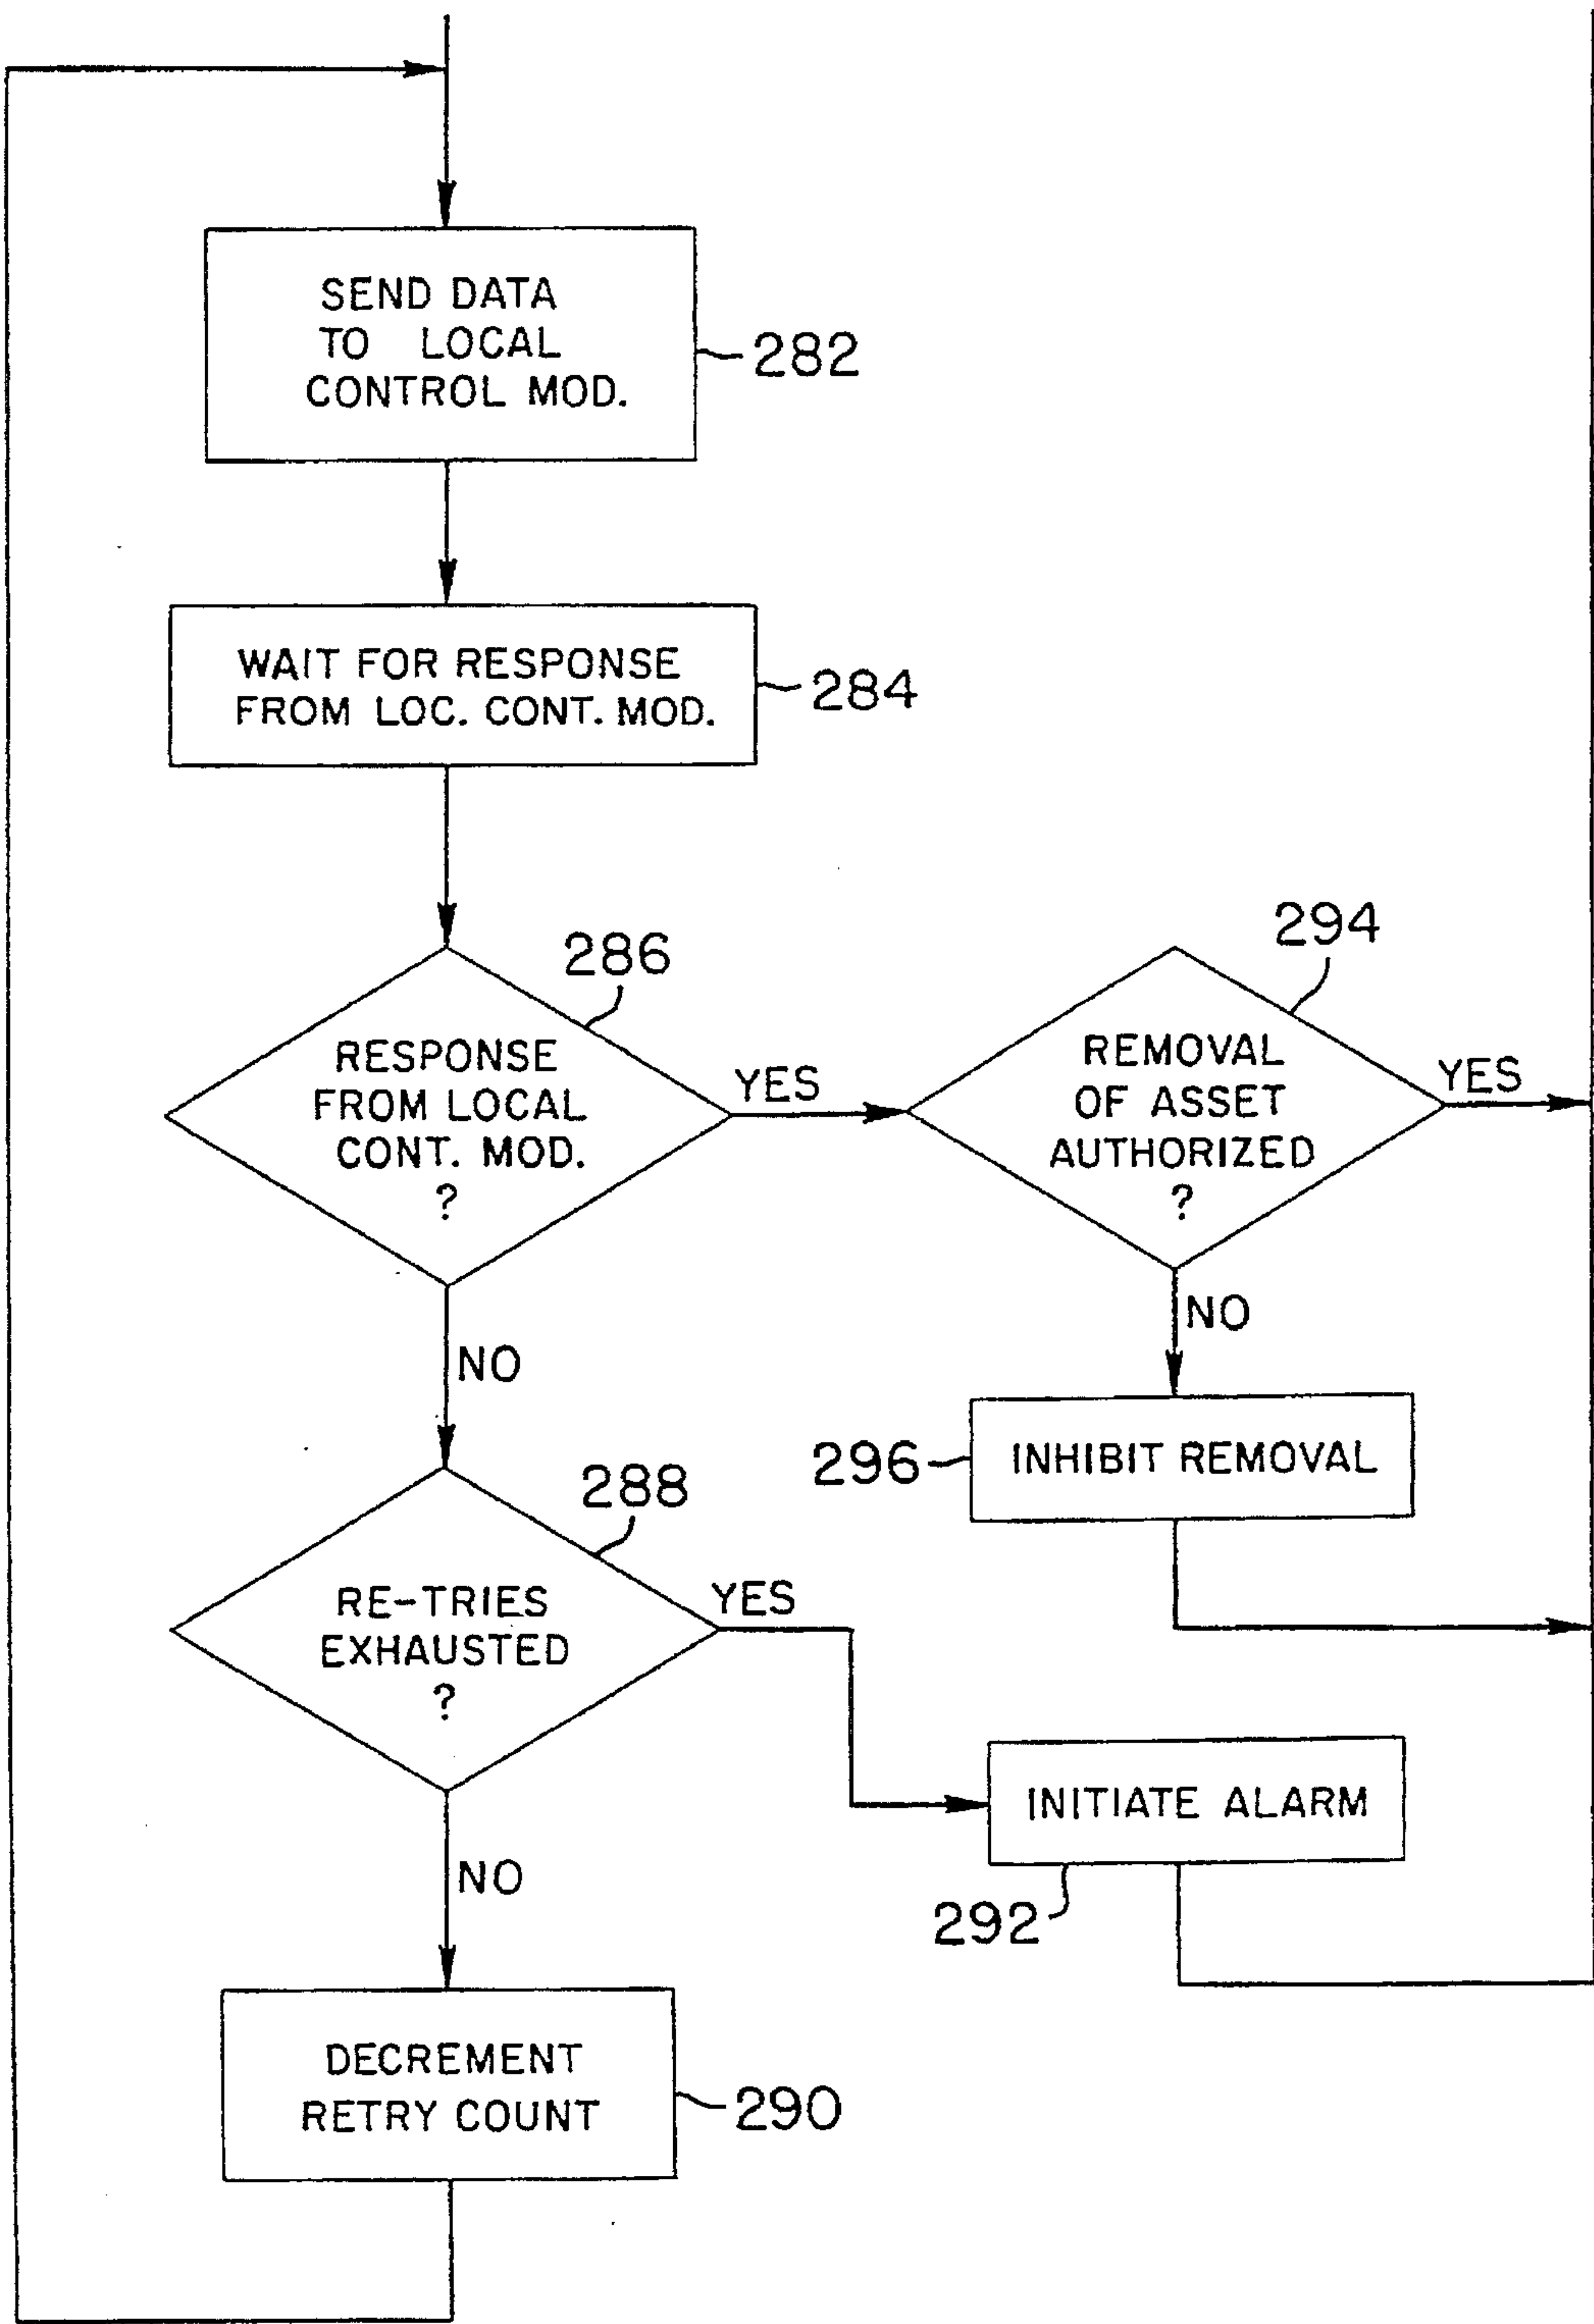 SEND DATA
TO LOCAL
CONTROL MOD.
282
WAIT FOR RESPONSE
FROM LOC. CONT. MOD.
284
286
RESPONSE
FROM LOCAL
CONT. MOD.
?
YES
294
REMOVAL
OF ASSET
AUTHORIZED
?
YES
NO
NO
296
INHIBIT REMOVAL
288
RE-TRIES
EXHAUSTED
?
YES
INITIATE ALARM
292
NO
DECREMENT
RETRY COUNT
290